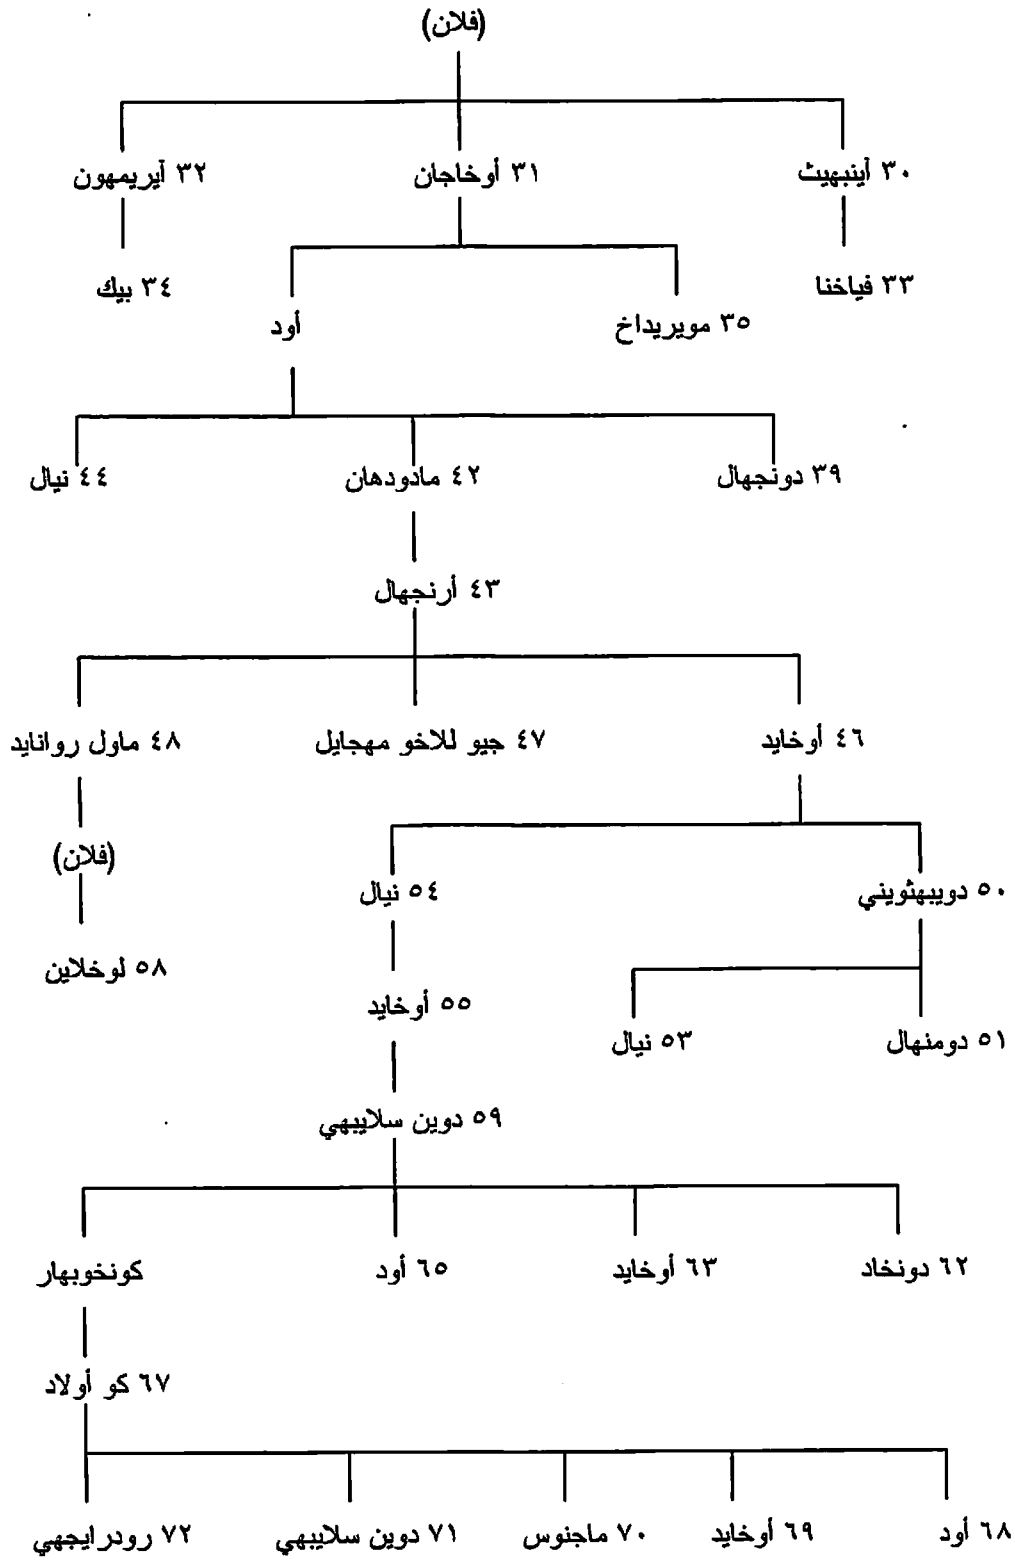 (فلان)
٣٠ آينبهيث ٣١ أوخاجان ٣٢ آيريمهون
٣٣ فياخنا ٣٤ بيك
٣٥ مويريداخ أود
٣٩ دونجهال ٤٢ مادودهان ٤٤ نيال
٤٣ أرنجهال
٤٦ أوخايد ٤٧ جيو للاخو مهجايل ٤٨ ماول روانايد
(فلان)
٥٠ دويبهثويني ٥٤ نيال
٥٨ لوخلاين
٥٥ أوخايد
٥١ دومنهال ٥٣ نيال
٥٩ دوين سلايبهي
٦٢ دونخاد ٦٣ أوخايد ٦٥ أود كونخوبهار
٦٧ كو أولاد
٦٨ أود ٦٩ أوخايد ٧٠ ماجنوس ٧١ دوين سلايبهي ٧٢ رودرايجهي